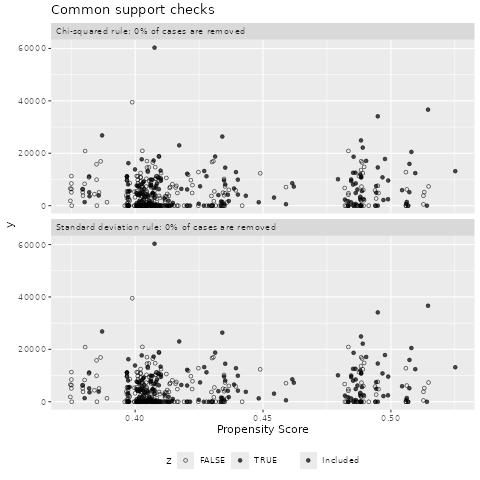 Common support checks
Chi-squared rule: 0% of cases are removed
60000
40000
20000
0
Standard deviation rule: 0% of cases are removed
60000
40000
20000
0
y
0.40 0.45 0.50
Propensity Score
z FALSE TRUE Included